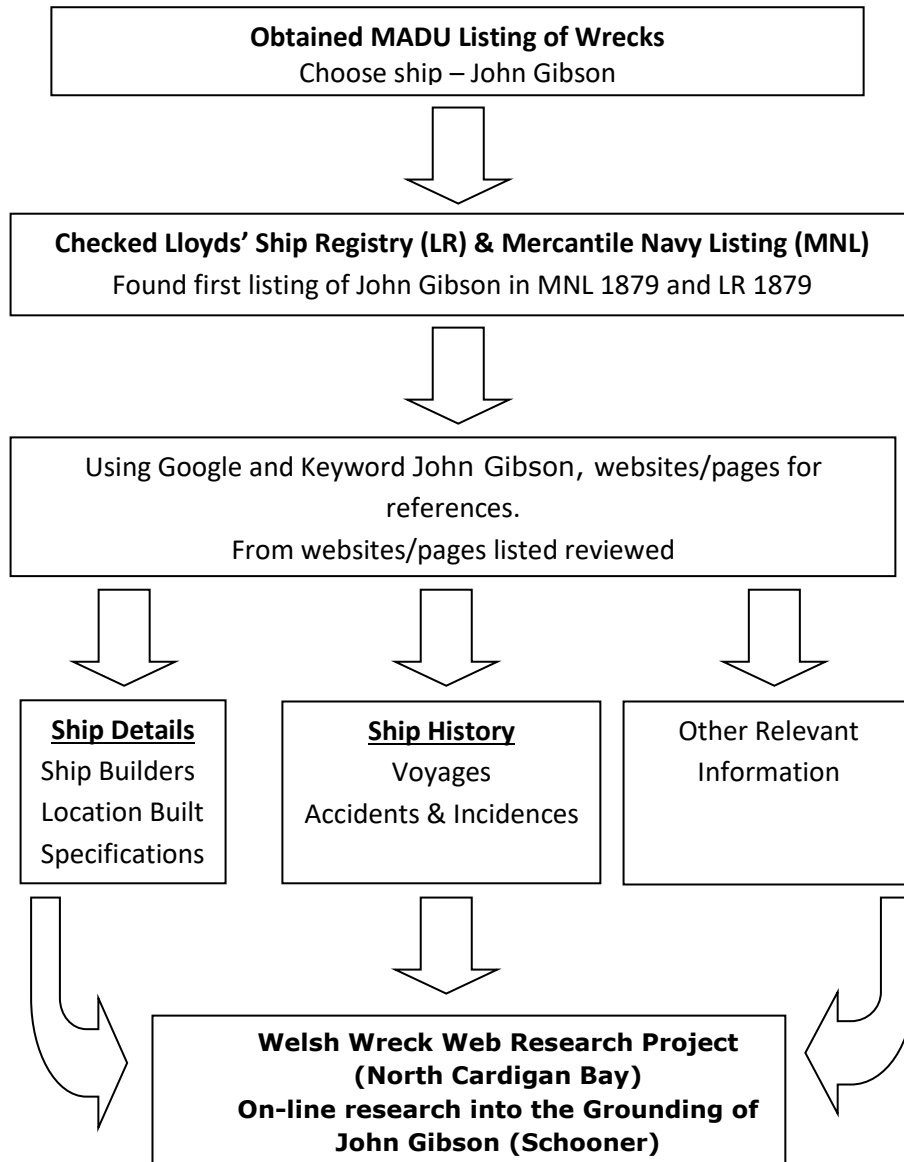 Obtained MADU Listing of Wrecks
Choose ship – John Gibson
Checked Lloyds’ Ship Registry (LR) & Mercantile Navy Listing (MNL)
Found first listing of John Gibson in MNL 1879 and LR 1879
Using Google and Keyword John Gibson, websites/pages for
references.
From websites/pages listed reviewed
Ship Details
Ship Builders
Location Built
Specifications
Ship History
Voyages
Accidents & Incidences
Other Relevant
Information
Welsh Wreck Web Research Project
(North Cardigan Bay)
On-line research into the Grounding of
John Gibson (Schooner)